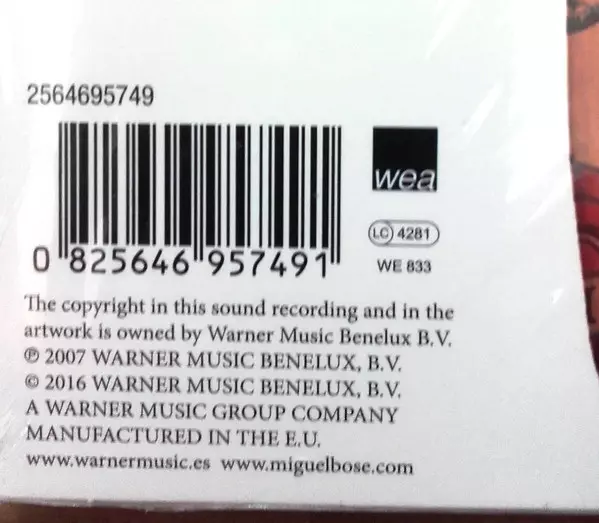 2564695749
wea
LC 4281
0 825646 957491
WE 833
The copyright in this sound recording and in the
artwork is owned by Warner Music Benelux B.V.
℗ 2007 WARNER MUSIC BENELUX, B.V.
© 2016 WARNER MUSIC BENELUX, B.V.
A WARNER MUSIC GROUP COMPANY
MANUFACTURED IN THE E.U.
www.warnermusic.es www.miguelbose.com